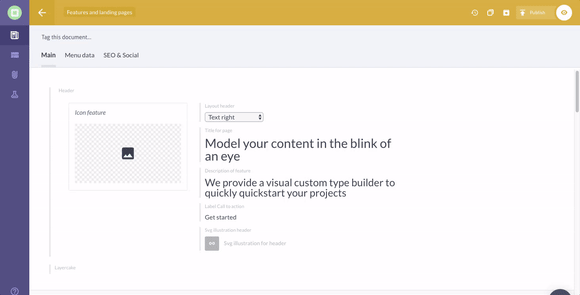 Features and landing pages
Publish
Tag this document...
Main Menu data SEO & Social
Header
Icon feature
Layout header
Text right
Title for page
Model your content in the blink of
an eye
Description of feature
We provide a visual custom type builder to
quickly quickstart your projects
Label Call to action
Get started
Svg illustration header
Svg illustration for header